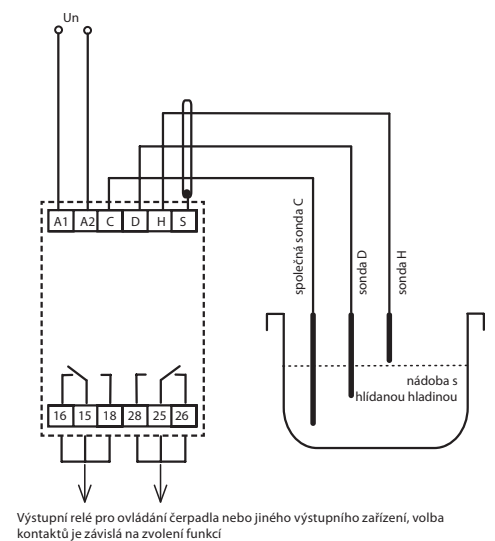 Un
společná sonda C
sonda D
sonda H
A1 A2 C D H S
nádoba s
hlídanou hladinou
16 15 18 28 25 26
Výstupní relé pro ovládání čerpadla nebo jiného výstupního zařízení, volba
kontaktů je závislá na zvolení funkcí